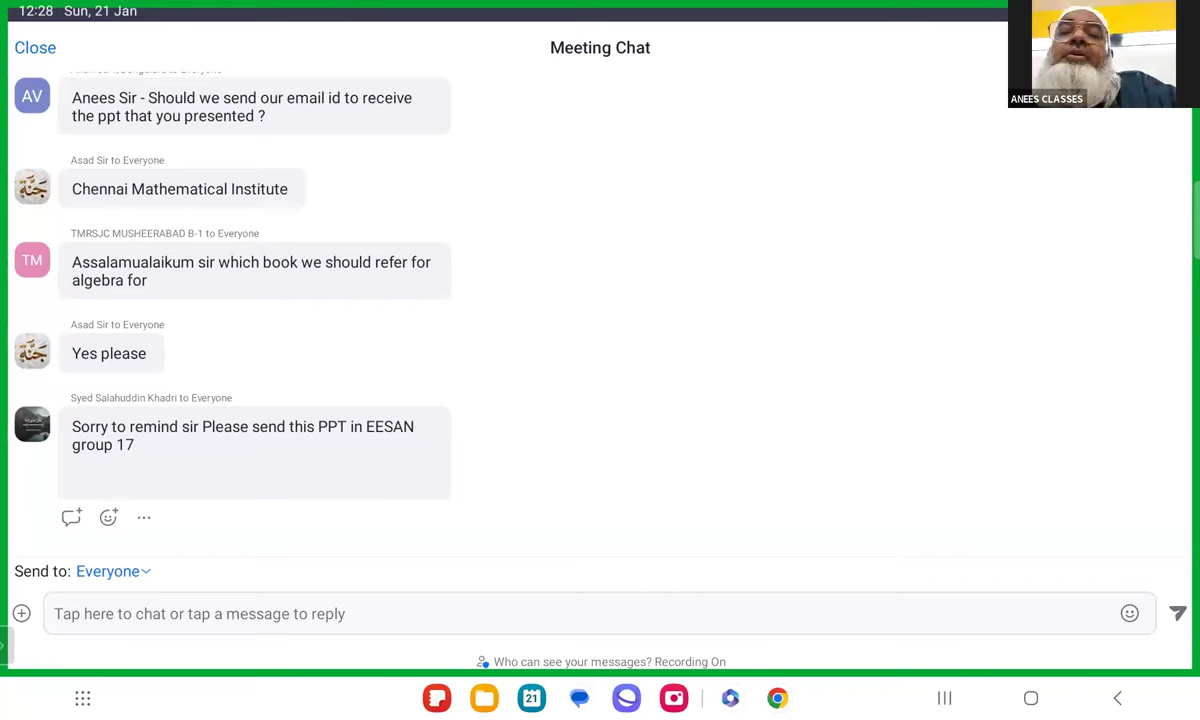 12:28 Sun, 21 Jan
Close
Meeting Chat
ANEES CLASSES
AV
Anees Sir - Should we send our email id to receive
the ppt that you presented ?
Asad Sir to Everyone
Chennai Mathematical Institute
TMRSJC MUSHEERABAD B-1 to Everyone
TM
Assalamualaikum sir which book we should refer for
algebra for
Asad Sir to Everyone
Yes please
Syed Salahuddin Khadri to Everyone
Sorry to remind sir Please send this PPT in EESAN
group 17
Send to: Everyone
Tap here to chat or tap a message to reply
Who can see your messages? Recording On
21